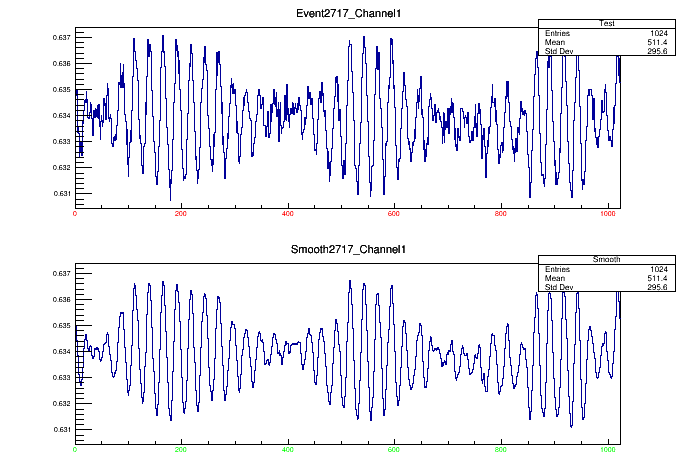 Event2717_Channel1
Test
Entries 1024
Mean 511.4
Std Dev 295.6
0.637
0.636
0.635
0.634
0.633
0.632
0.631
0 200 400 600 800 1000
Smooth2717_Channel1
Smooth
Entries 1024
Mean 511.4
Std Dev 295.6
0.637
0.636
0.635
0.634
0.633
0.632
0.631
0 200 400 600 800 1000